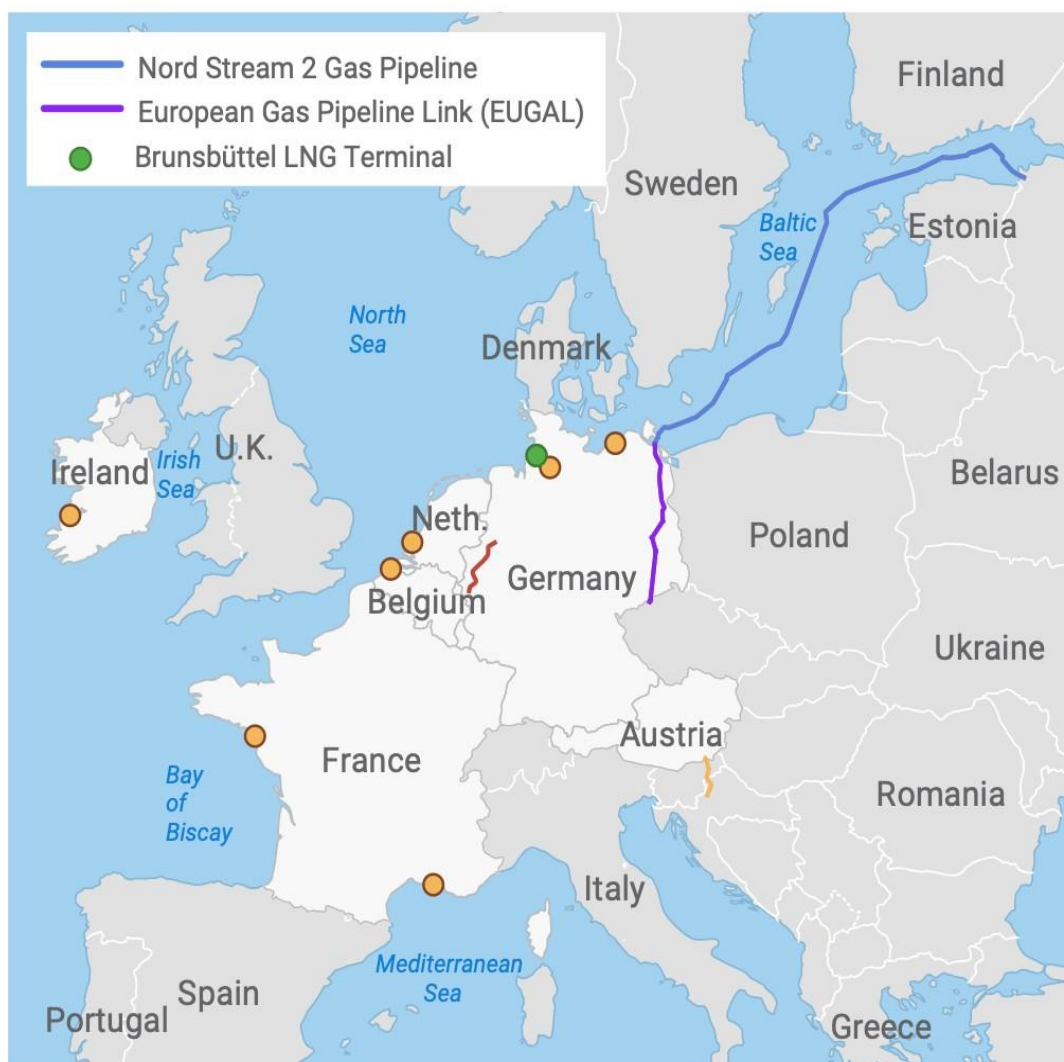 Nord Stream 2 Gas Pipeline
European Gas Pipeline Link (EUGAL)
Brunsbüttel LNG Terminal
Finland
Sweden
Baltic
Sea
Estonia
North
Sea
Denmark
U.K.
Ireland
Irish
Sea
Belarus
Neth.
Poland
Germany
Belgium
Ukraine
Austria
France
Bay
of
Biscay
Romania
Italy
Mediterranean
Sea
Spain
Portugal
Greece